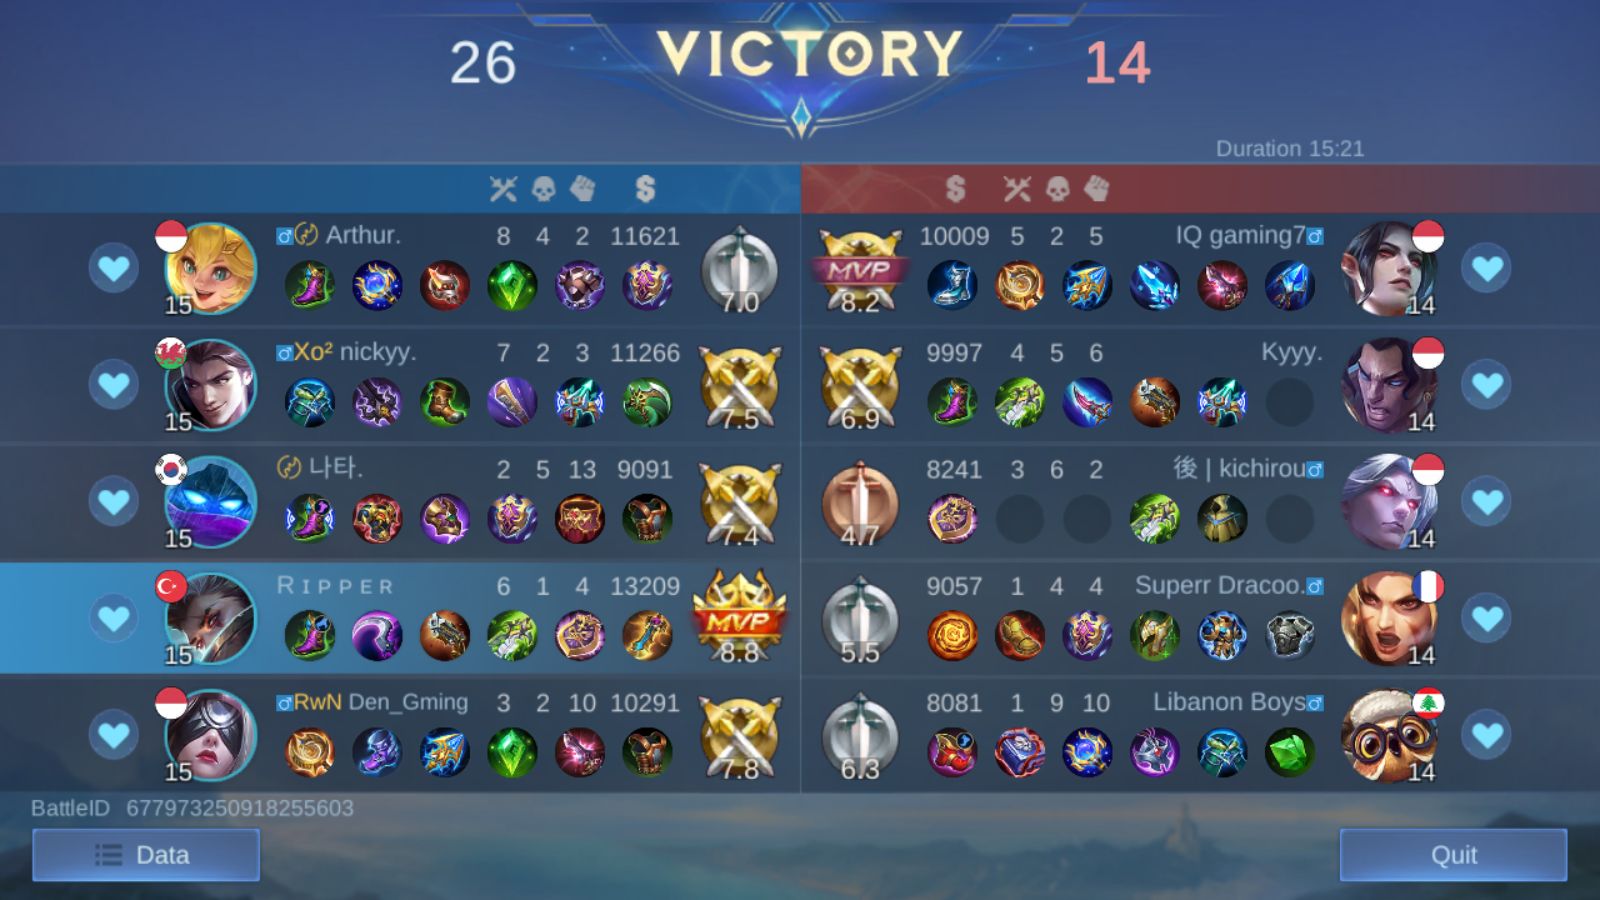 26 VICTORY 14
Duration 15:21
Arthur. 8 4 2 11621 7.0 15
MVP 8.2 10009 5 2 5 IQ gaming7 14
Xo² nickyy. 7 2 3 11266 7.5 15
6.9 9997 4 5 6 Kyyy. 14
나타. 2 5 13 9091 7.4 15
4.7 8241 3 6 2 後 | kichirou 14
RIPPER 6 1 4 13209 MVP 8.8 15
5.5 9057 1 4 4 Superr Dracoo. 14
RwN Den_Gming 3 2 10 10291 7.8 15
6.3 8081 1 9 10 Libanon Boys 14
BattleID 677973250918255603
Data
Quit